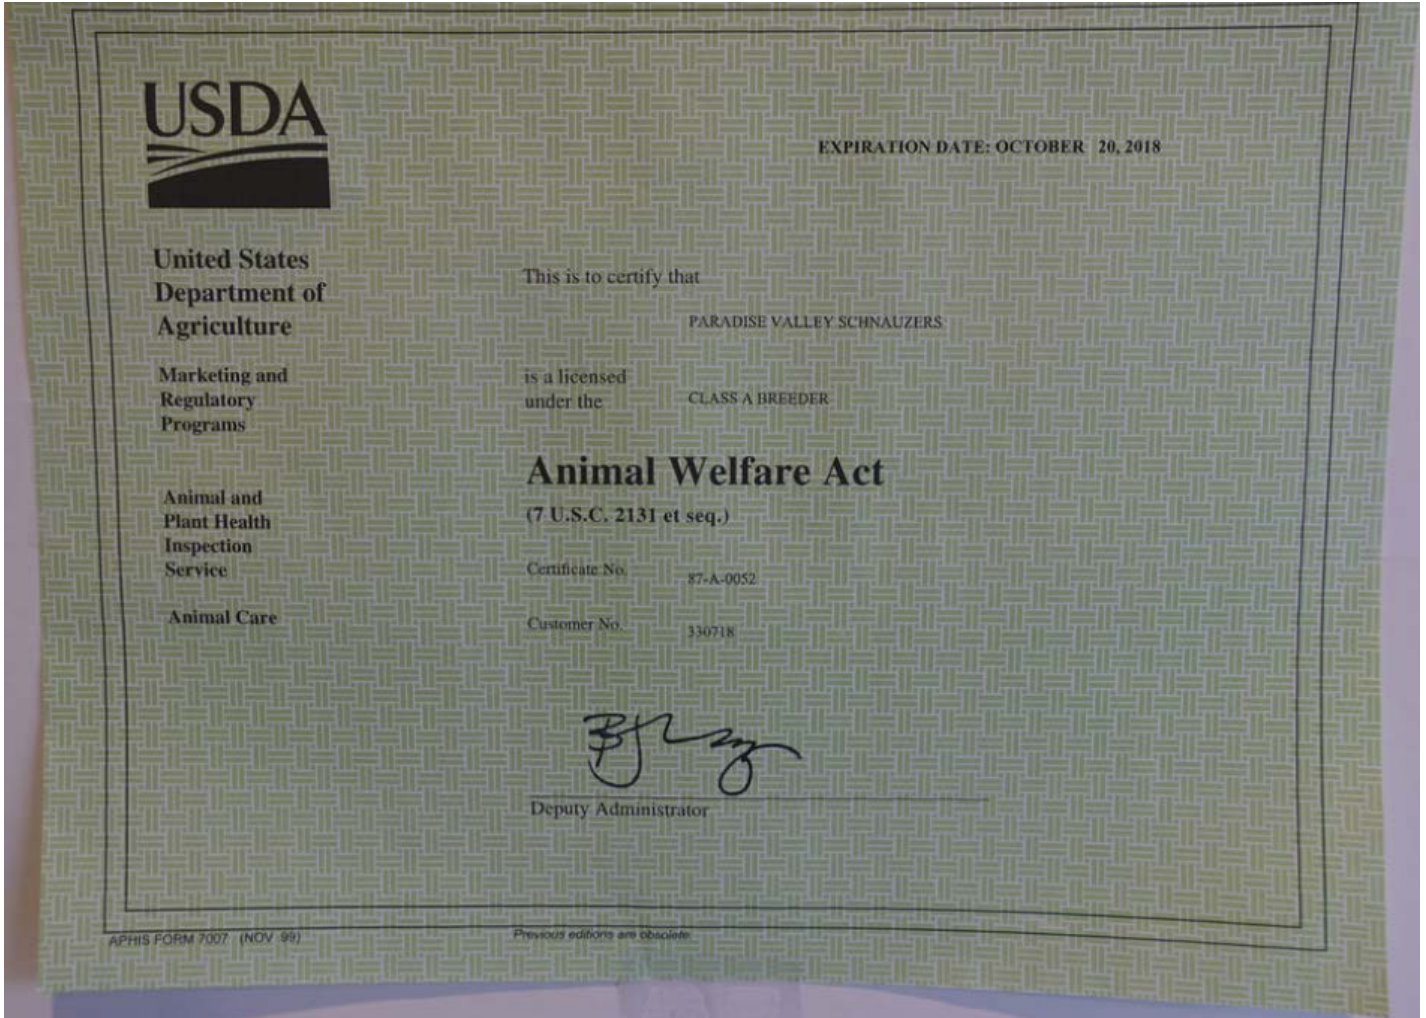 USDA
EXPIRATION DATE: OCTOBER 20, 2018
United States
Department of
Agriculture
Marketing and
Regulatory
Programs
Animal and
Plant Health
Inspection
Service
Animal Care
This is to certify that
PARADISE VALLEY SCHNAUZERS
is a licensed
under the
CLASS A BREEDER
Animal Welfare Act
(7 U.S.C. 2131 et seq.)
Certificate No. 87-A-0052
Customer No. 330718
Deputy Administrator
APHIS FORM 7007 (NOV 99)
Previous editions are obsolete.